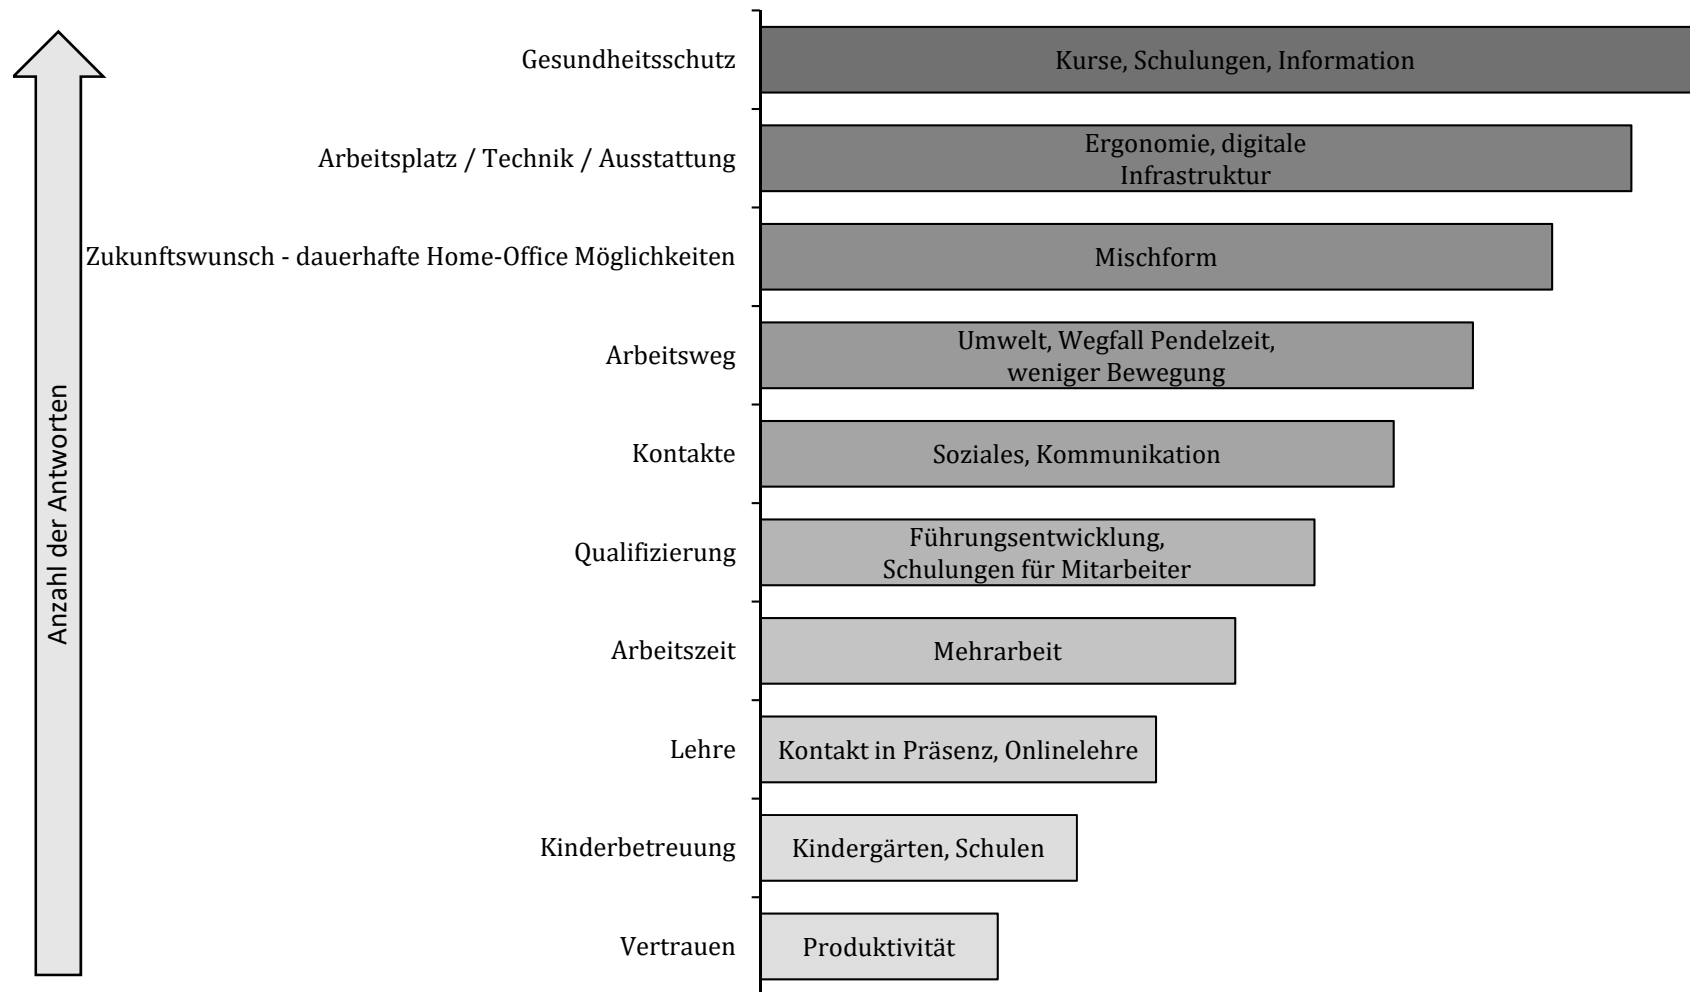 Gesundheitsschutz
Kurse, Schulungen, Information
Arbeitsplatz / Technik / Ausstattung
Ergonomie, digitale
Infrastruktur
Zukunftswunsch - dauerhafte Home-Office Möglichkeiten
Mischform
Arbeitsweg
Umwelt, Wegfall Pendelzeit,
weniger Bewegung
Kontakte
Soziales, Kommunikation
Qualifizierung
Führungsentwicklung,
Schulungen für Mitarbeiter
Arbeitszeit
Mehrarbeit
Lehre
Kontakt in Präsenz, Onlinelehre
Kinderbetreuung
Kindergärten, Schulen
Vertrauen
Produktivität
Anzahl der Antworten